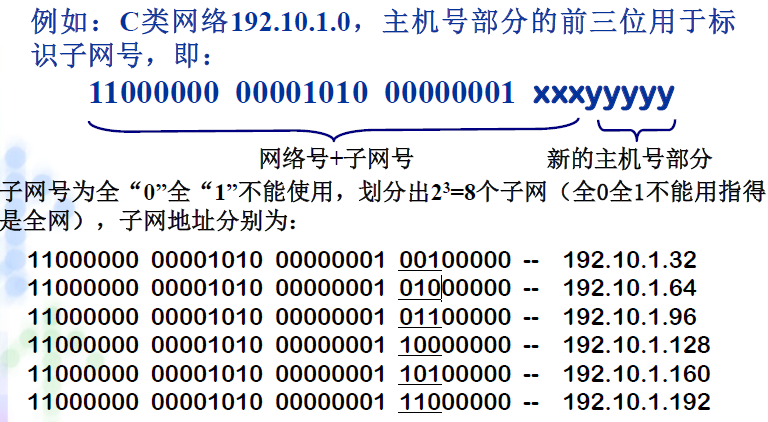 例如：C类网络192.10.1.0，主机号部分的前三位用于标
识子网号，即：
11000000 00001010 00000001 xxxyyyyy
网络号+子网号 新的主机号部分
子网号为全“0”全“1”不能使用，划分出2³=8个子网（全0全1不能用指得
是全网），子网地址分别为：
11000000 00001010 00000001 00100000 -- 192.10.1.32
11000000 00001010 00000001 01000000 -- 192.10.1.64
11000000 00001010 00000001 01100000 -- 192.10.1.96
11000000 00001010 00000001 10000000 -- 192.10.1.128
11000000 00001010 00000001 10100000 -- 192.10.1.160
11000000 00001010 00000001 11000000 -- 192.10.1.192